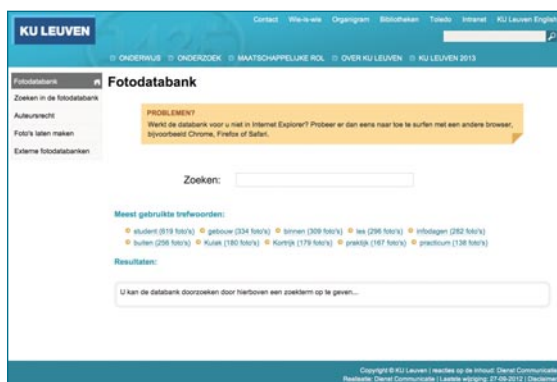 KU LEUVEN
Contact Wie-is-wie Organigram Bibliotheken Toledo Intranet KU Leuven English
ONDERWIJS ONDERZOEK MAATSCHAPPELIJKE ROL OVER KU LEUVEN KU LEUVEN 2013
Fotodatabank
Zoeken in de fotodatabank
Auteursrecht
Foto's laten maken
Externe fotodatabanken
Fotodatabank
PROBLEMEN?
Werkt de databank voor u niet in Internet Explorer? Probeer er dan eens naar toe te surfen met een andere browser,
bijvoorbeeld Chrome, Firefox of Safari.
Zoeken:
Meest gebruikte trefwoorden:
student (619 foto's) gebouw (334 foto's) binnen (309 foto's) les (296 foto's) infodagen (282 foto's)
buiten (256 foto's) Kulak (180 foto's) Kortrijk (179 foto's) praktijk (167 foto's) practicum (138 foto's)
Resultaten:
U kan de databank doorzoeken door hierboven een zoekterm op te geven...
Copyright © KU Leuven | reacties op de inhoud: Dienst Communicatie
Realisatie: Dienst Communicatie | Laatste wijziging: 27-09-2012 | Disclaimer